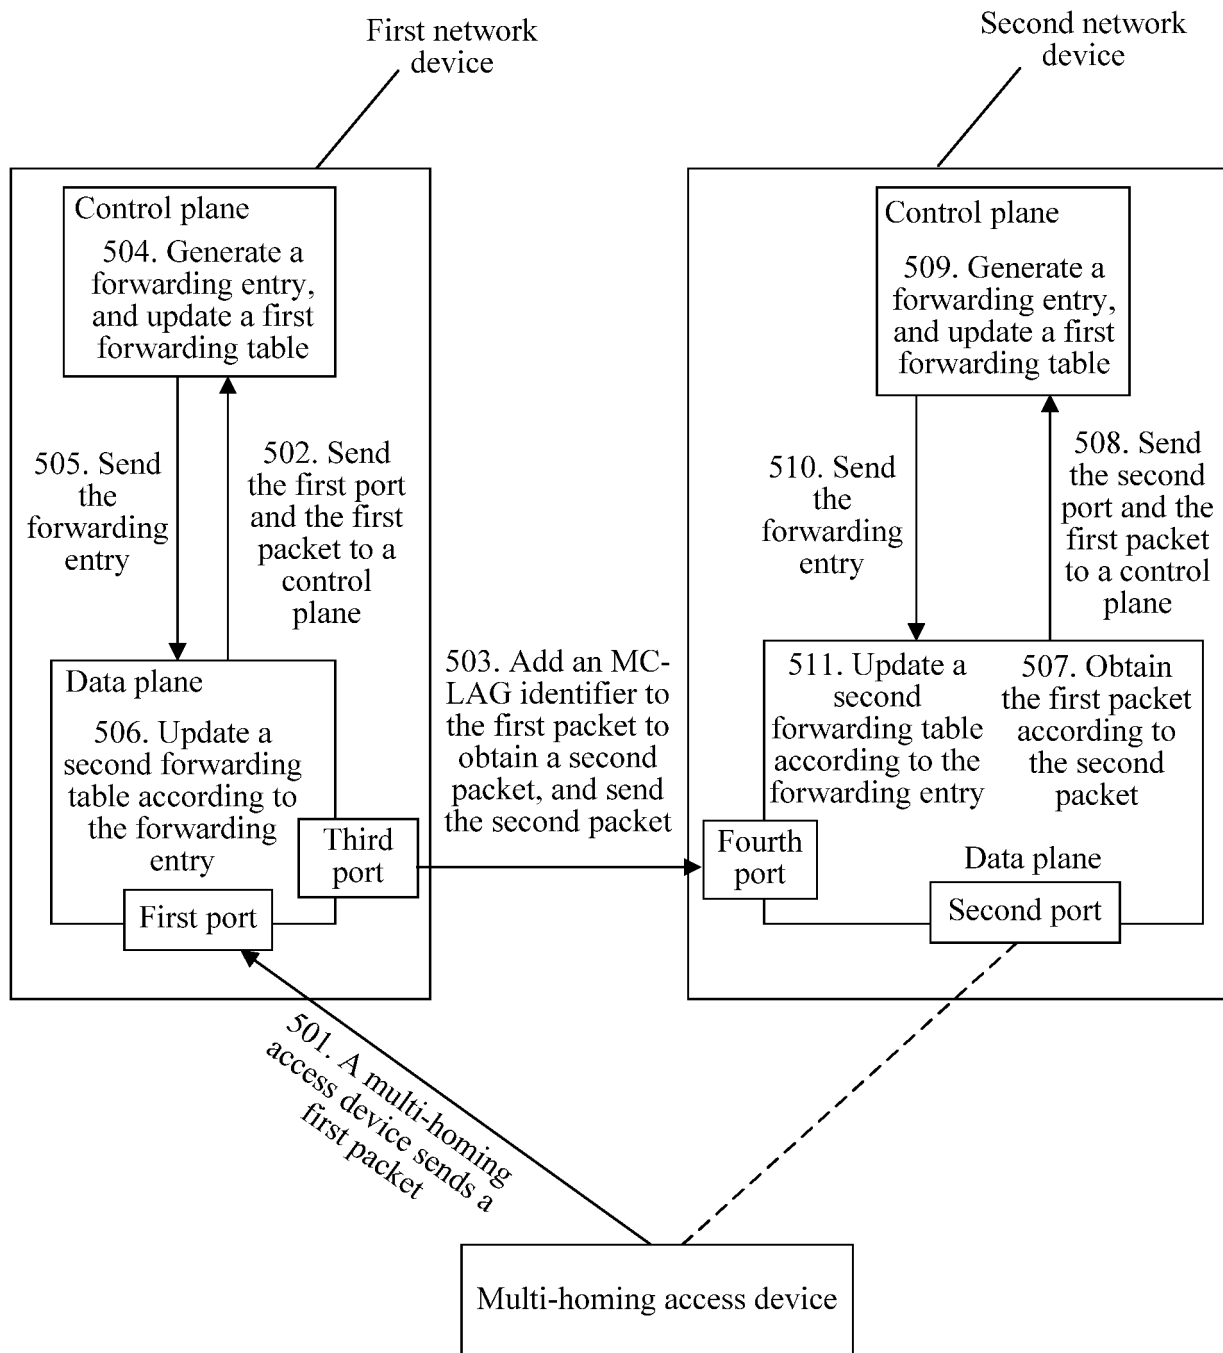 First network
device
Second network
device
Control plane
504. Generate a
forwarding entry,
and update a first
forwarding table
505. Send
the
forwarding
entry
502. Send
the first port
and the first
packet to a
control
plane
Data plane
506. Update a
second forwarding
table according to
the forwarding
entry
First port
Third
port
503. Add an MC-
LAG identifier to
the first packet to
obtain a second
packet, and send
the second packet
Control plane
509. Generate a
forwarding entry,
and update a first
forwarding table
510. Send
the
forwarding
entry
508. Send
the second
port and the
first packet
to a control
plane
511. Update a
second
forwarding table
according to the
forwarding entry
507. Obtain
the first packet
according to
the second
packet
Fourth
port
Data plane
Second port
501. A multi-homing
access device sends a
first packet
Multi-homing access device